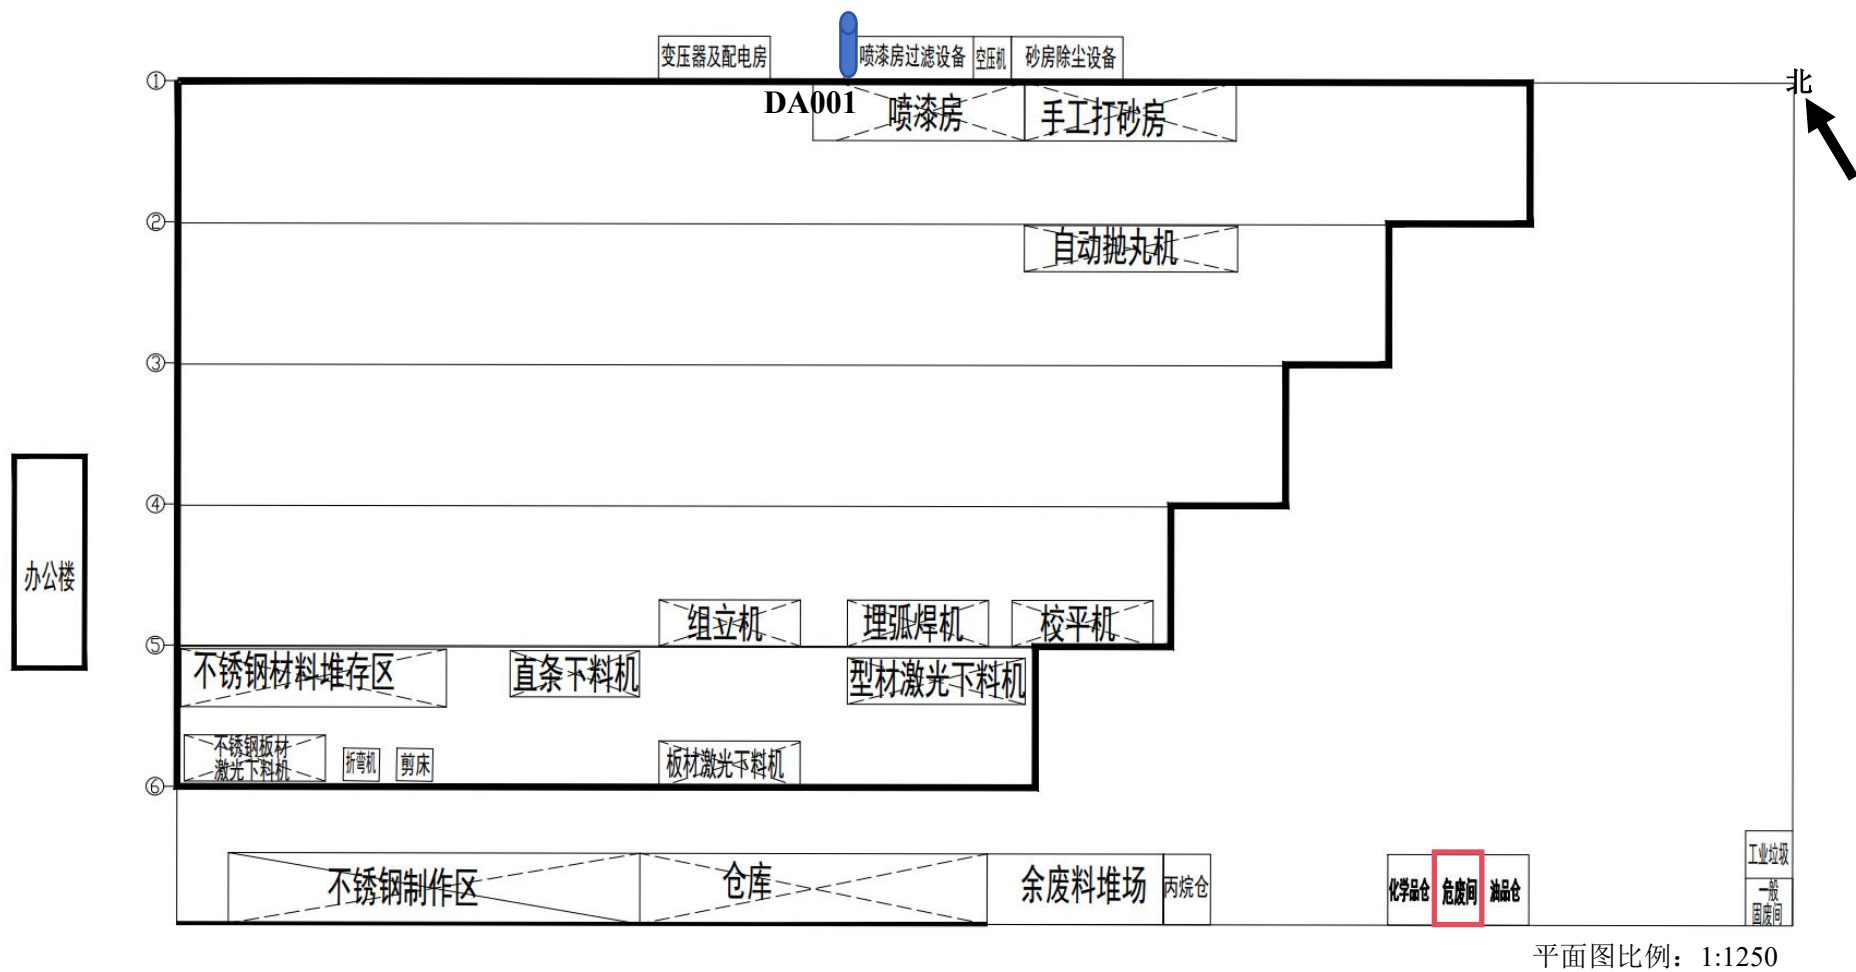 变压器及配电房
喷漆房过滤设备
空压机
砂房除尘设备
①
北
DA001
喷漆房
手工打砂房
②
自动抛丸机
③
④
办公楼
组立机
埋弧焊机
校平机
⑤
不锈钢材料堆存区
直条下料机
型材激光下料机
不锈钢板材
激光下料机
折弯机
剪床
板材激光下料机
⑥
不锈钢制作区
仓库
余废料堆场
丙烷仓
化学品仓
危废间
油品仓
工业垃圾
一般
固废间
平面图比例：1:1250